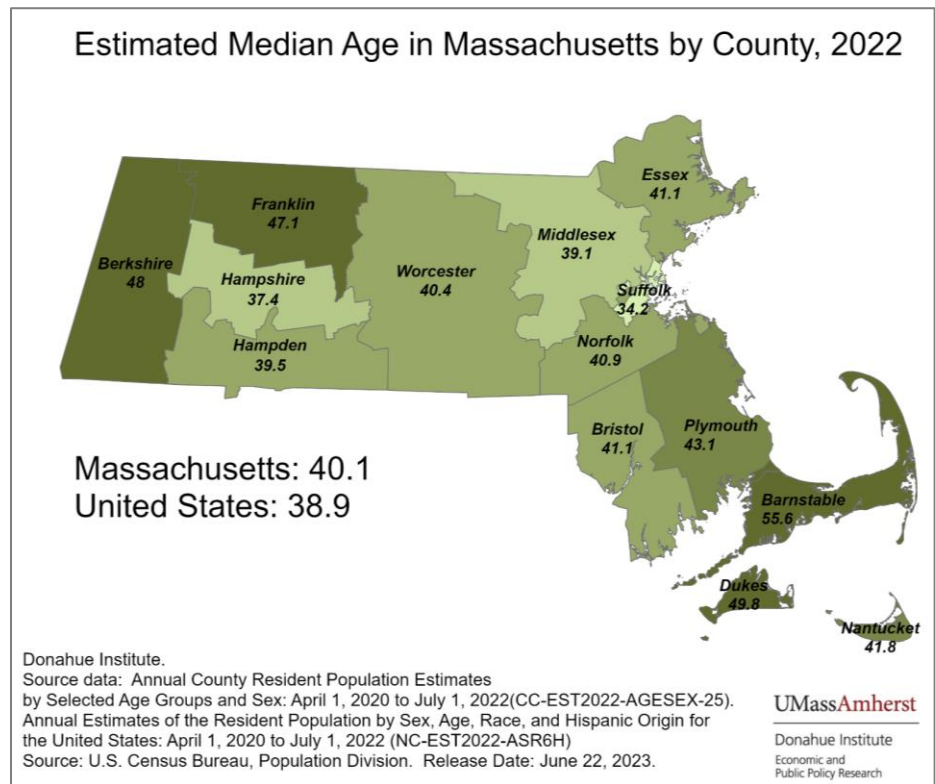 Estimated Median Age in Massachusetts by County, 2022
Essex
41.1
Franklin
47.1
Middlesex
39.1
Berkshire
48
Hampshire
37.4
Worcester
40.4
Suffolk
34.2
Hampden
39.5
Norfolk
40.9
Bristol
41.1
Plymouth
43.1
Massachusetts: 40.1
United States: 38.9
Barnstable
55.6
Dukes
49.8
Nantucket
41.8
Donahue Institute.
Source data:  Annual County Resident Population Estimates
by Selected Age Groups and Sex: April 1, 2020 to July 1, 2022(CC-EST2022-AGESEX-25).
Annual Estimates of the Resident Population by Sex, Age, Race, and Hispanic Origin for
the United States: April 1, 2020 to July 1, 2022 (NC-EST2022-ASR6H)
Source: U.S. Census Bureau, Population Division.  Release Date: June 22, 2023.
UMassAmherst
Donahue Institute
Economic and
Public Policy Research